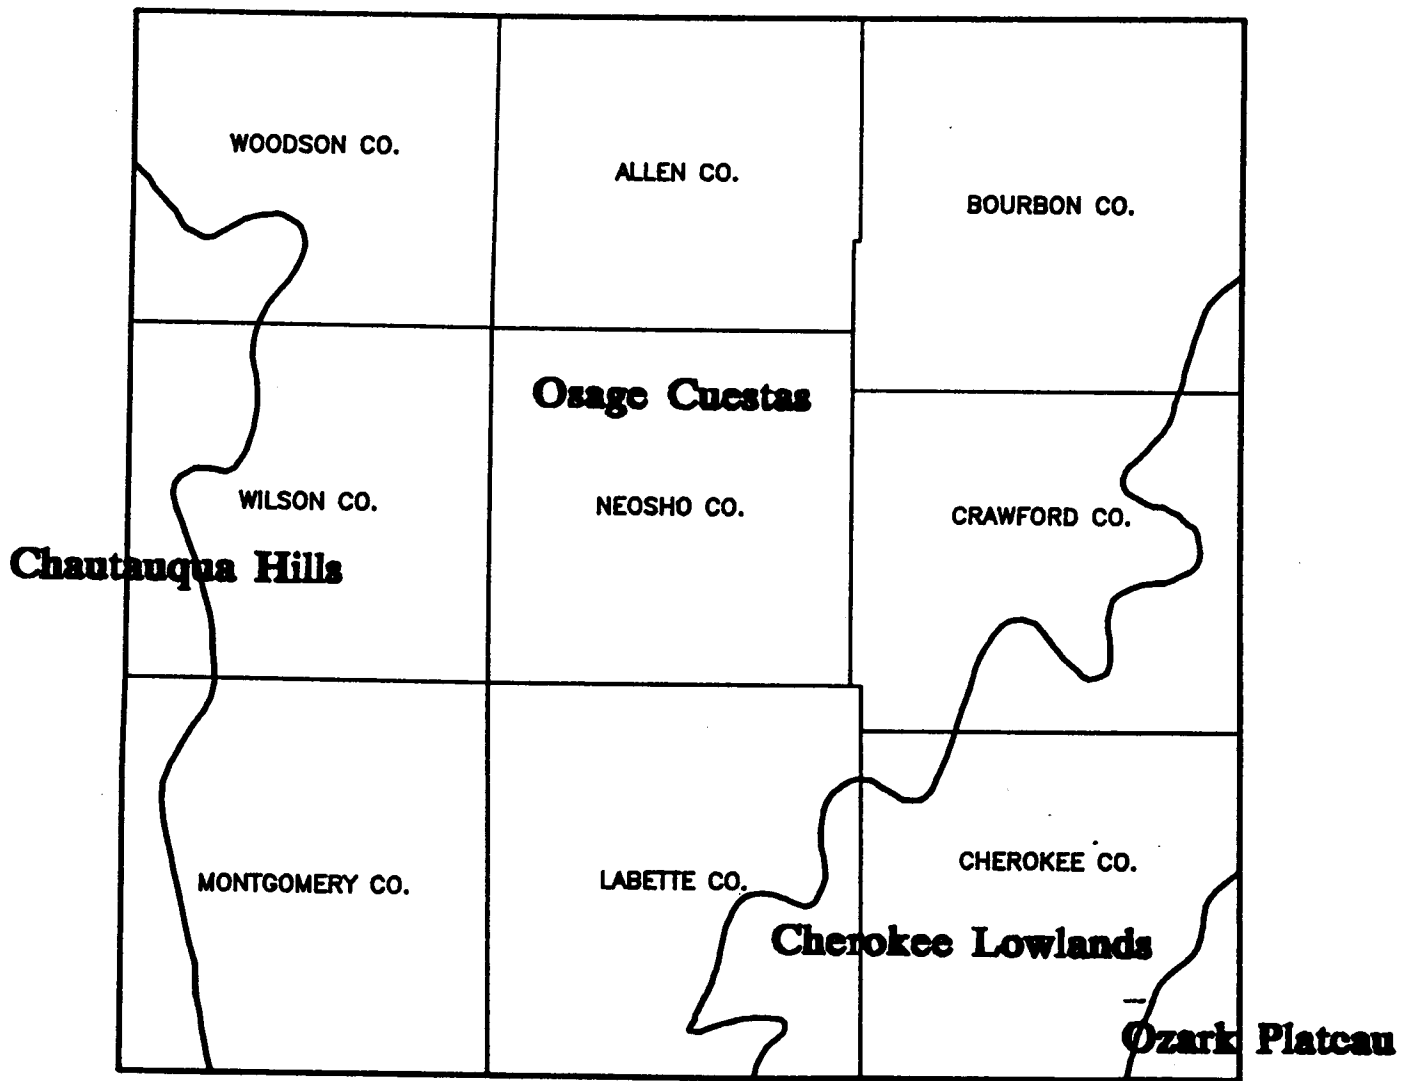 WOODSON CO.
ALLEN CO.
BOURBON CO.
Osage Cuestas
WILSON CO.
NEOSHO CO.
CRAWFORD CO.
Chautauqua Hills
MONTGOMERY CO.
LABETTE CO.
CHEROKEE CO.
Cherokee Lowlands
Ozark Plateau